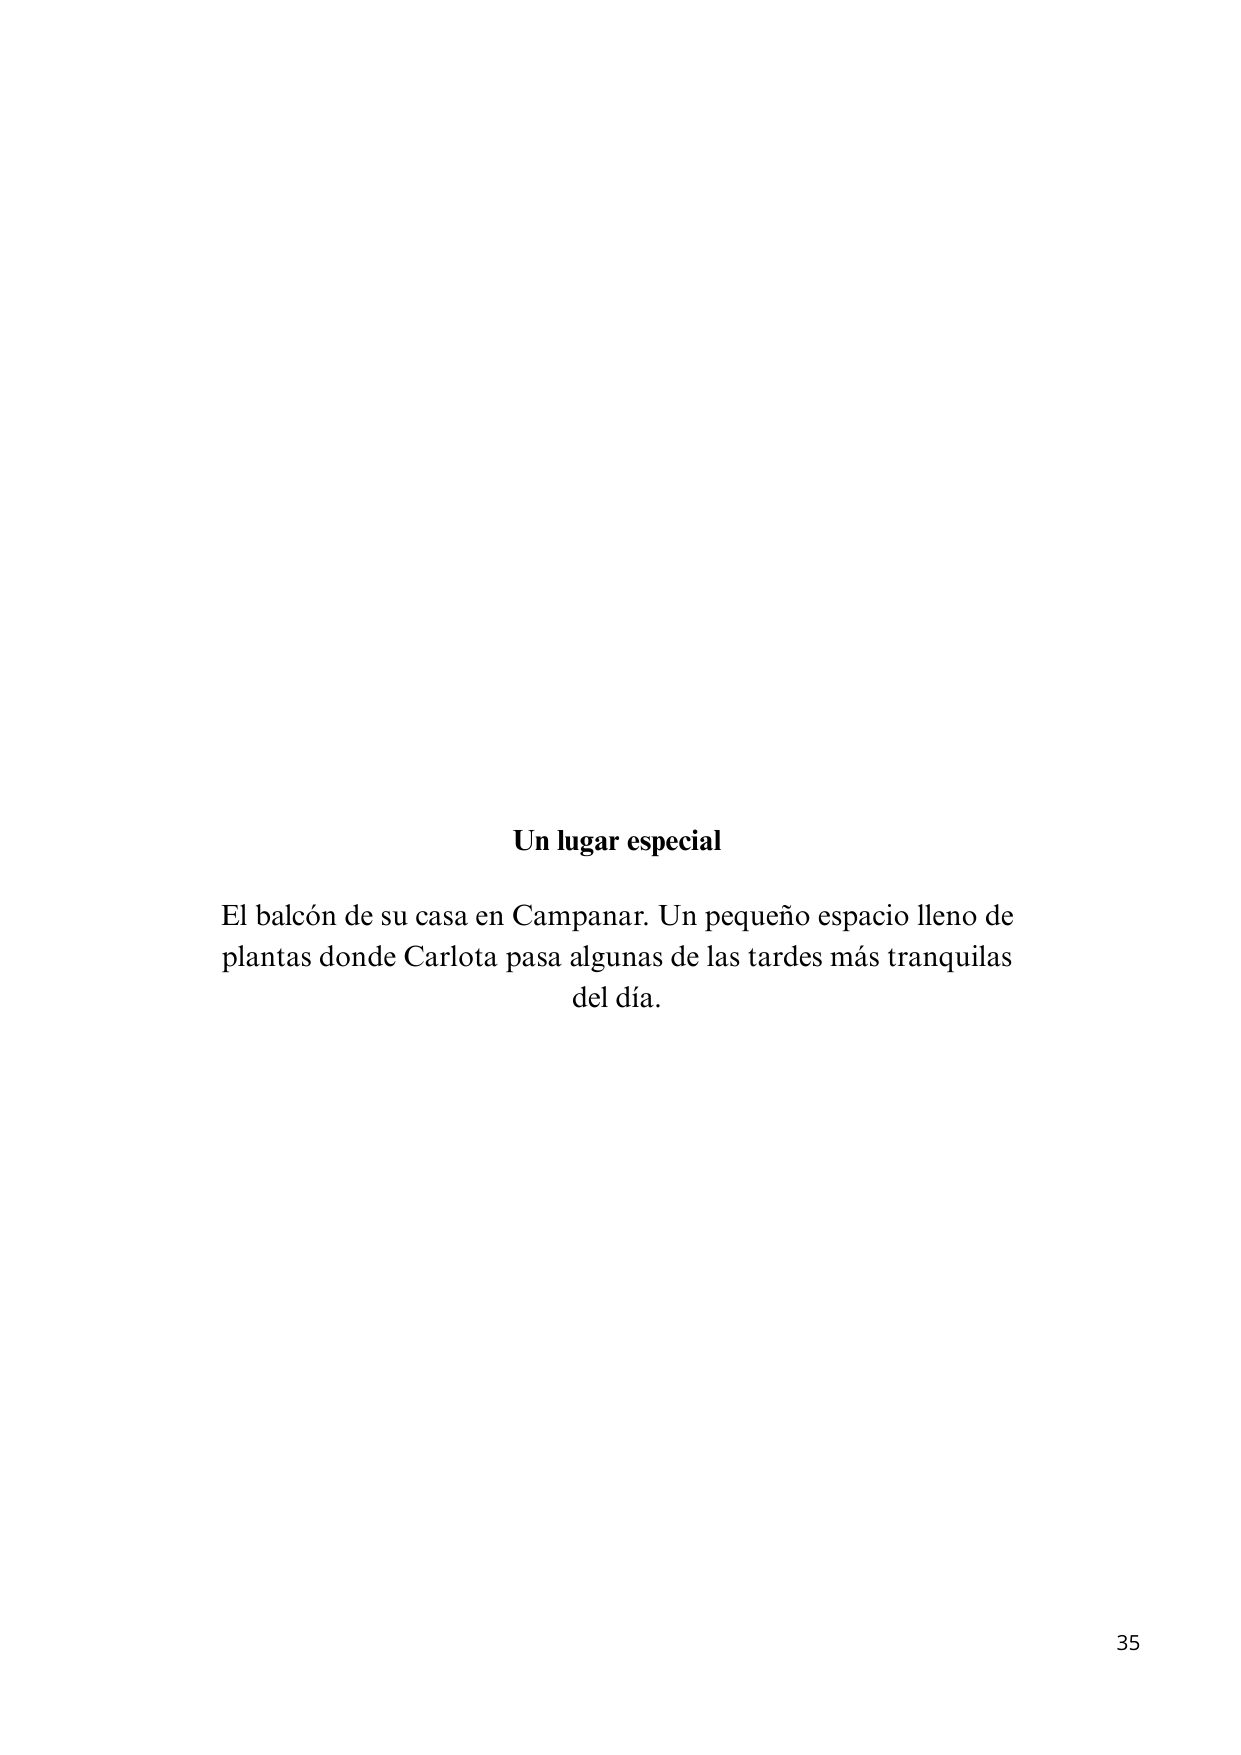 Un lugar especial
El balcón de su casa en Campanar. Un pequeño espacio lleno de
plantas donde Carlota pasa algunas de las tardes más tranquilas
del día.
35